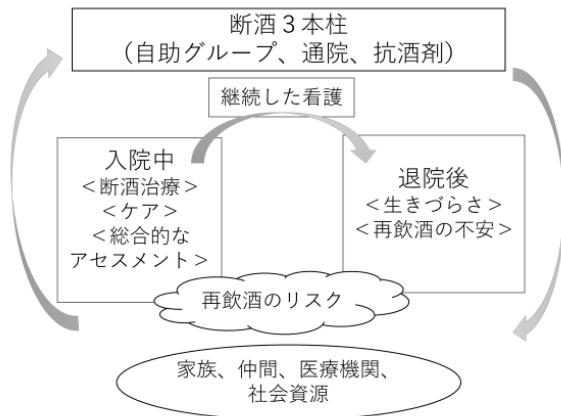 断酒３本柱
（自助グループ、通院、抗酒剤）
継続した看護
入院中
＜断酒治療＞
＜ケア＞
＜総合的な
アセスメント＞
退院後
＜生きづらさ＞
＜再飲酒の不安＞
再飲酒のリスク
家族、仲間、医療機関、
社会資源